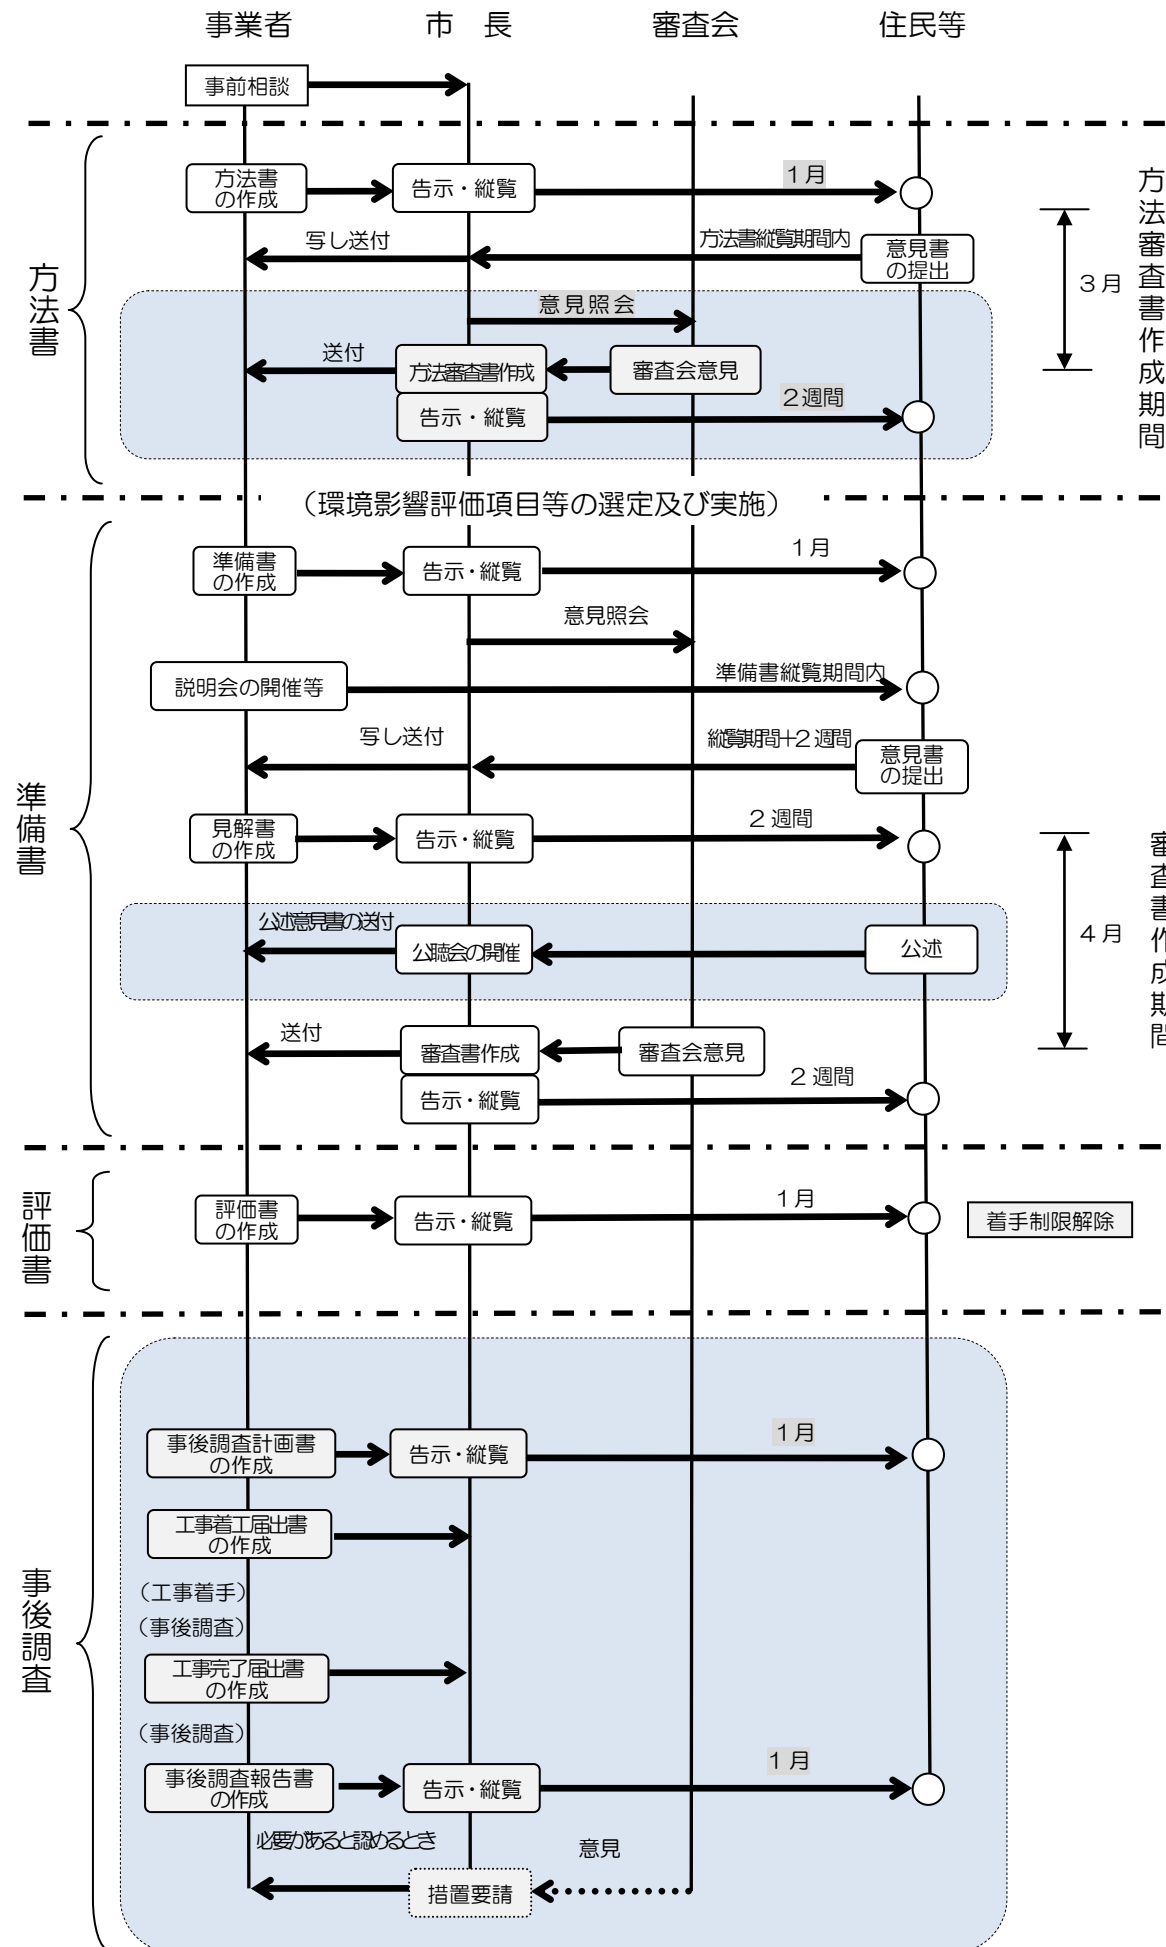 事業者 市　長 審査会 住民等
事前相談
方法書
方法書
の作成
告示・縦覧
1月
写し送付
方法書縦覧期間内
意見書
の提出
意見照会
送付
方法審査書作成
審査会意見
告示・縦覧
2週間
3月
方法審査書作成期間
（環境影響評価項目等の選定及び実施）
準備書
準備書
の作成
告示・縦覧
1月
意見照会
説明会の開催等
準備書縦覧期間内
写し送付
縦覧期間+2週間
意見書
の提出
見解書
の作成
告示・縦覧
2週間
公述意見書の送付
公聴会の開催
公述
送付
審査書作成
審査会意見
告示・縦覧
2週間
4月
審査書作成期間
評価書
評価書
の作成
告示・縦覧
1月
着手制限解除
事後調査
事後調査計画書
の作成
告示・縦覧
1月
工事着工届出書
の作成
（工事着手）
（事後調査）
工事完了届出書
の作成
（事後調査）
事後調査報告書
の作成
告示・縦覧
1月
必要があると認めるとき
意見
措置要請